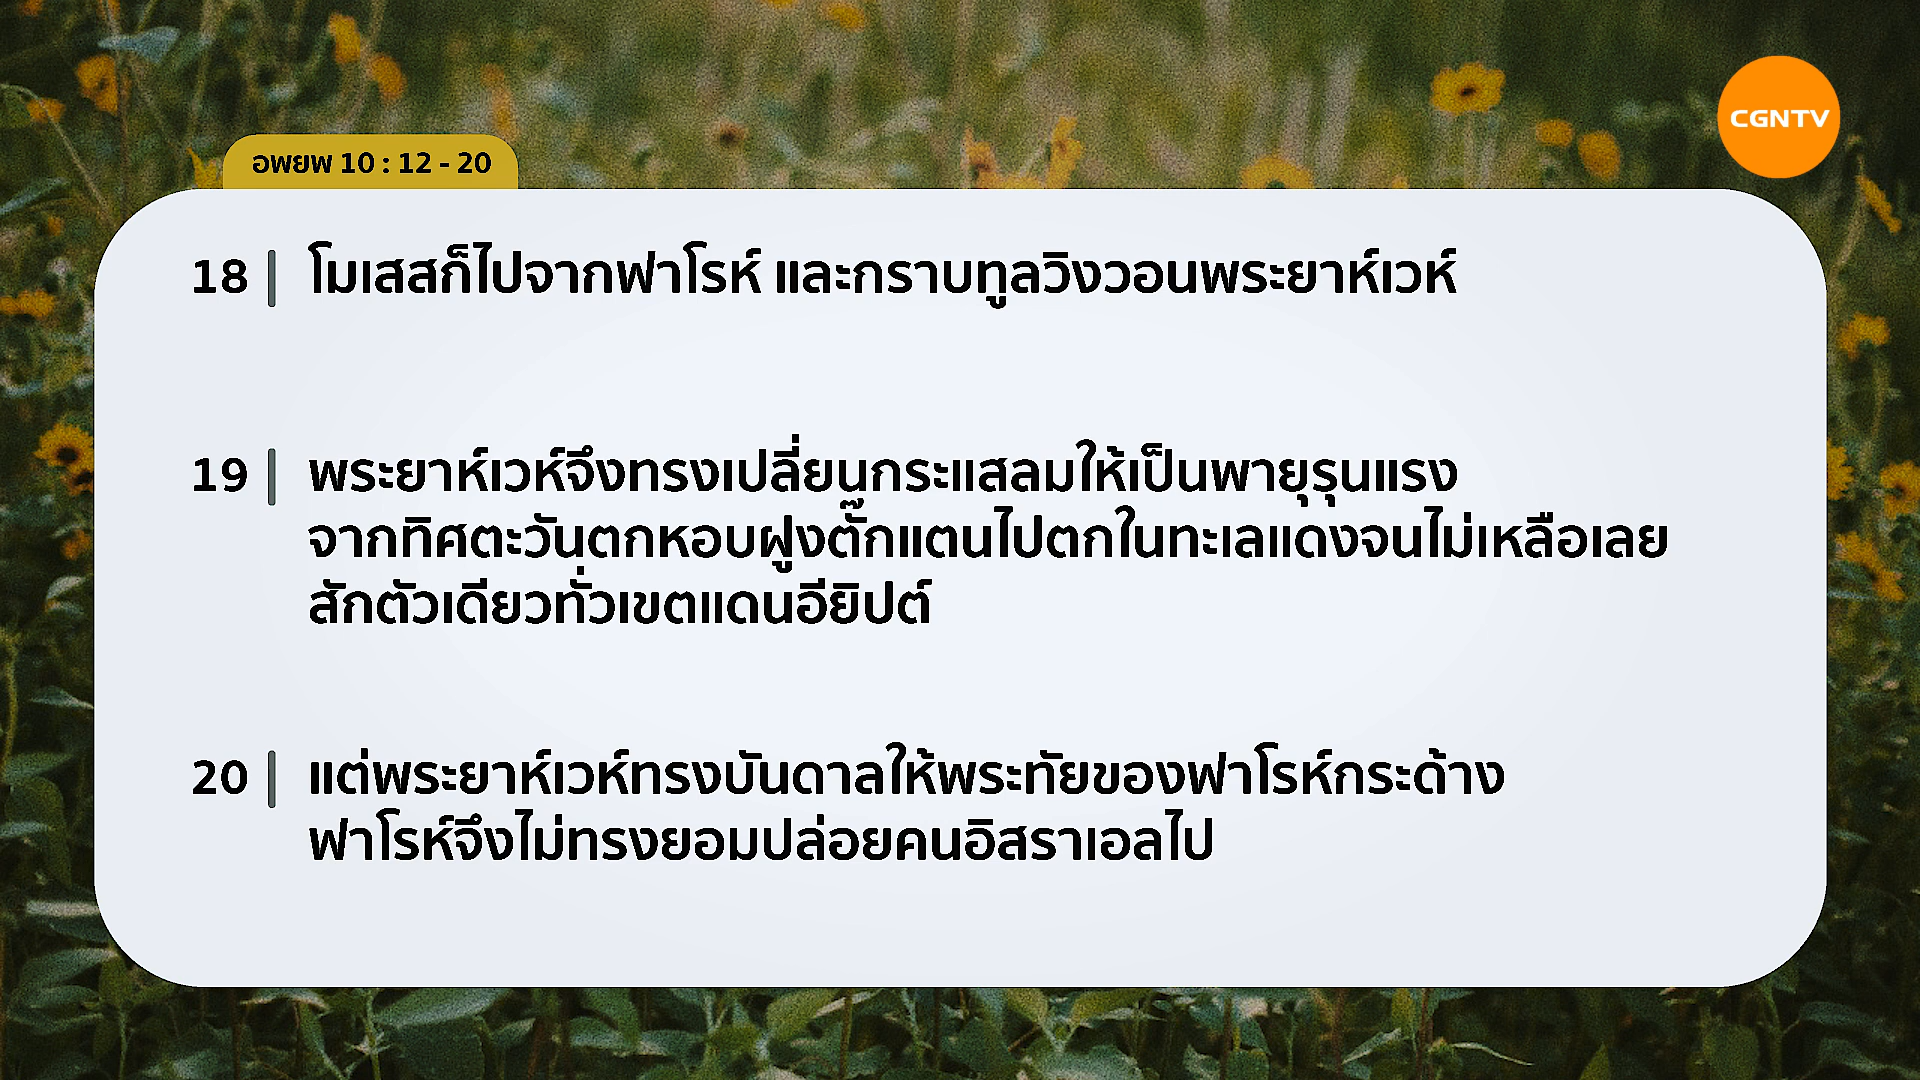 CGNTV
อพยพ 10 : 12 - 20
18 | โมเสสก็ไปจากฟาโรห์ และกราบทูลวิงวอนพระยาห์เวห์
19 | พระยาห์เวห์จึงทรงเปลี่ยนกระแสลมให้เป็นพายุรุนแรง
จากทิศตะวันตกหอบฝูงตั๊กแตนไปตกในทะเลแดงจนไม่เหลือเลย
สักตัวเดียวทั่วเขตแดนอียิปต์
20 | แต่พระยาห์เวห์ทรงบันดาลให้พระทัยของฟาโรห์กระด้าง
ฟาโรห์จึงไม่ทรงยอมปล่อยคนอิสราเอลไป